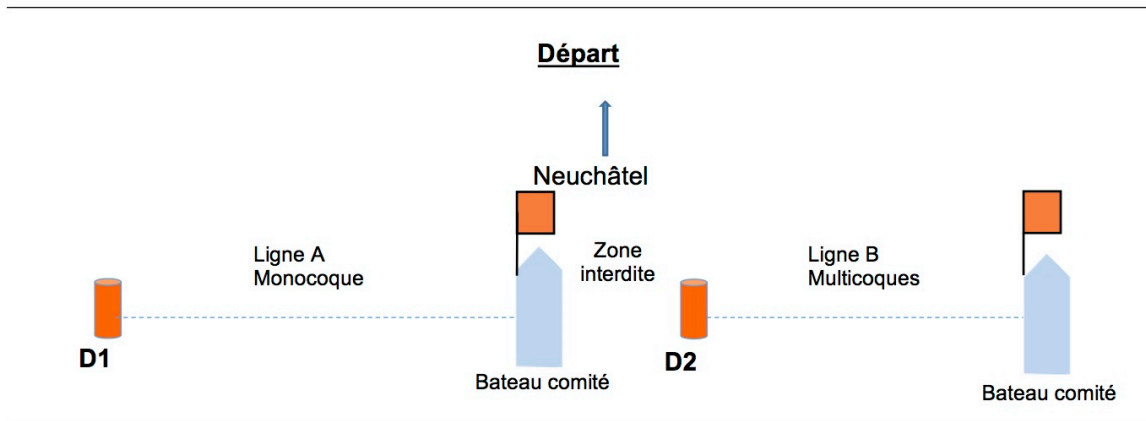 Départ
Neuchâtel
Ligne A
Monocoque
Zone
interdite
Ligne B
Multicoques
D1
D2
Bateau comité
Bateau comité